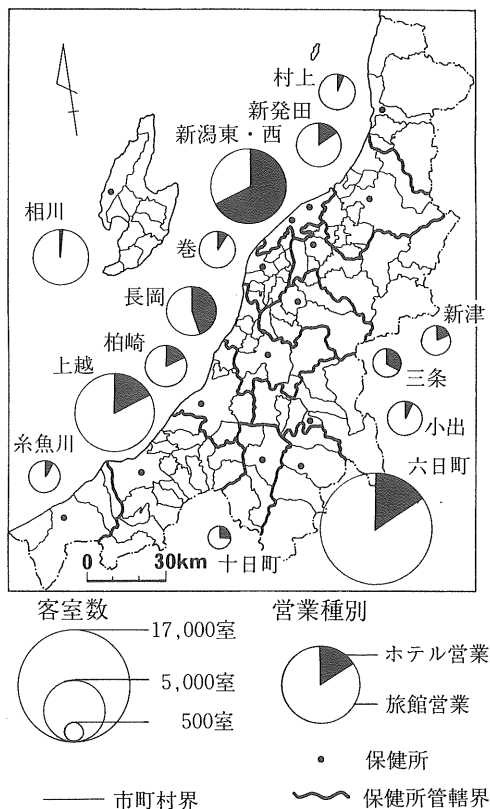 村上
新発田
新潟東・西
相川
巻
長岡
新津
柏崎
三条
上越
小出
糸魚川
六日町
0 30km
十日町
客室数
17,000室
5,000室
500室
営業種別
ホテル営業
旅館営業
保健所
市町村界
保健所管轄界